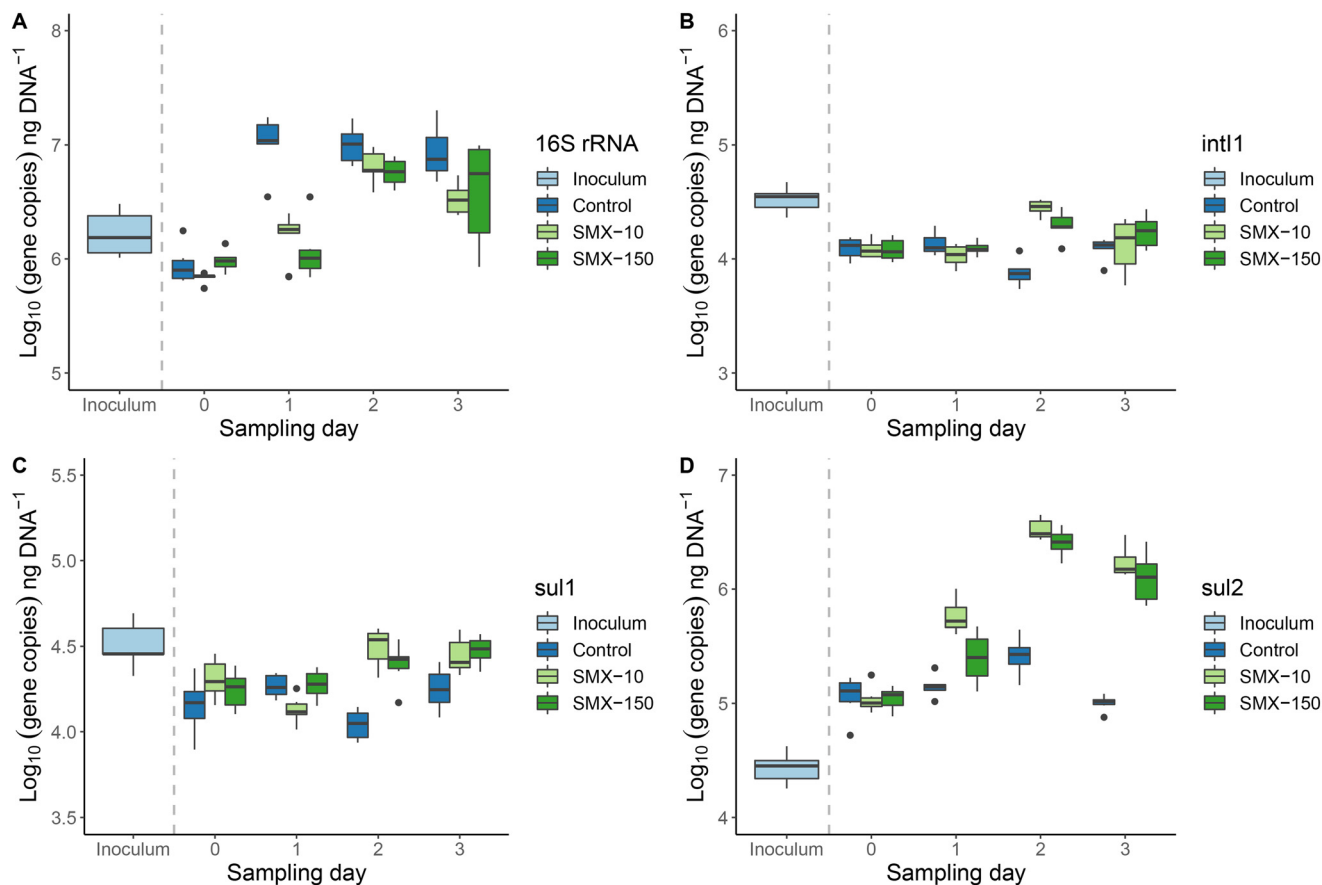 A
Log₁₀ (gene copies) ng DNA⁻¹
8
7
6
5
Inoculum 0 1 2 3
Sampling day
16S rRNA
Inoculum
Control
SMX−10
SMX−150
B
Log₁₀ (gene copies) ng DNA⁻¹
6
5
4
3
Inoculum 0 1 2 3
Sampling day
intI1
Inoculum
Control
SMX−10
SMX−150
C
Log₁₀ (gene copies) ng DNA⁻¹
5.5
5.0
4.5
4.0
3.5
Inoculum 0 1 2 3
Sampling day
sul1
Inoculum
Control
SMX−10
SMX−150
D
Log₁₀ (gene copies) ng DNA⁻¹
7
6
5
4
Inoculum 0 1 2 3
Sampling day
sul2
Inoculum
Control
SMX−10
SMX−150